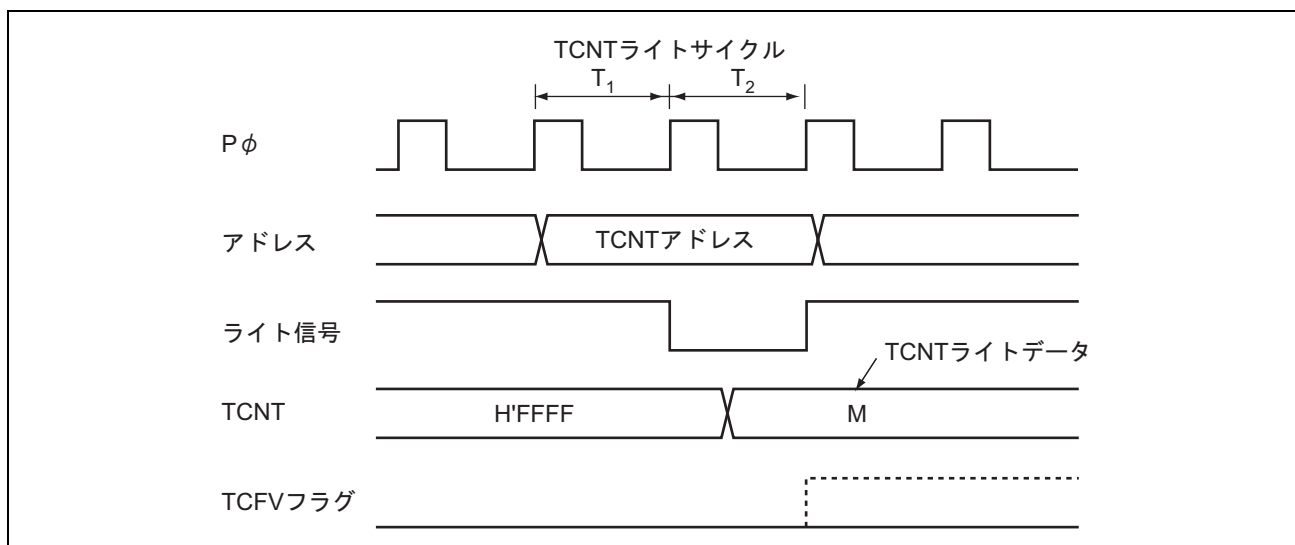 TCNTライトサイクル
T1 T2
Pφ
アドレス
TCNTアドレス
ライト信号
TCNTライトデータ
TCNT
H'FFFF
M
TCFVフラグ